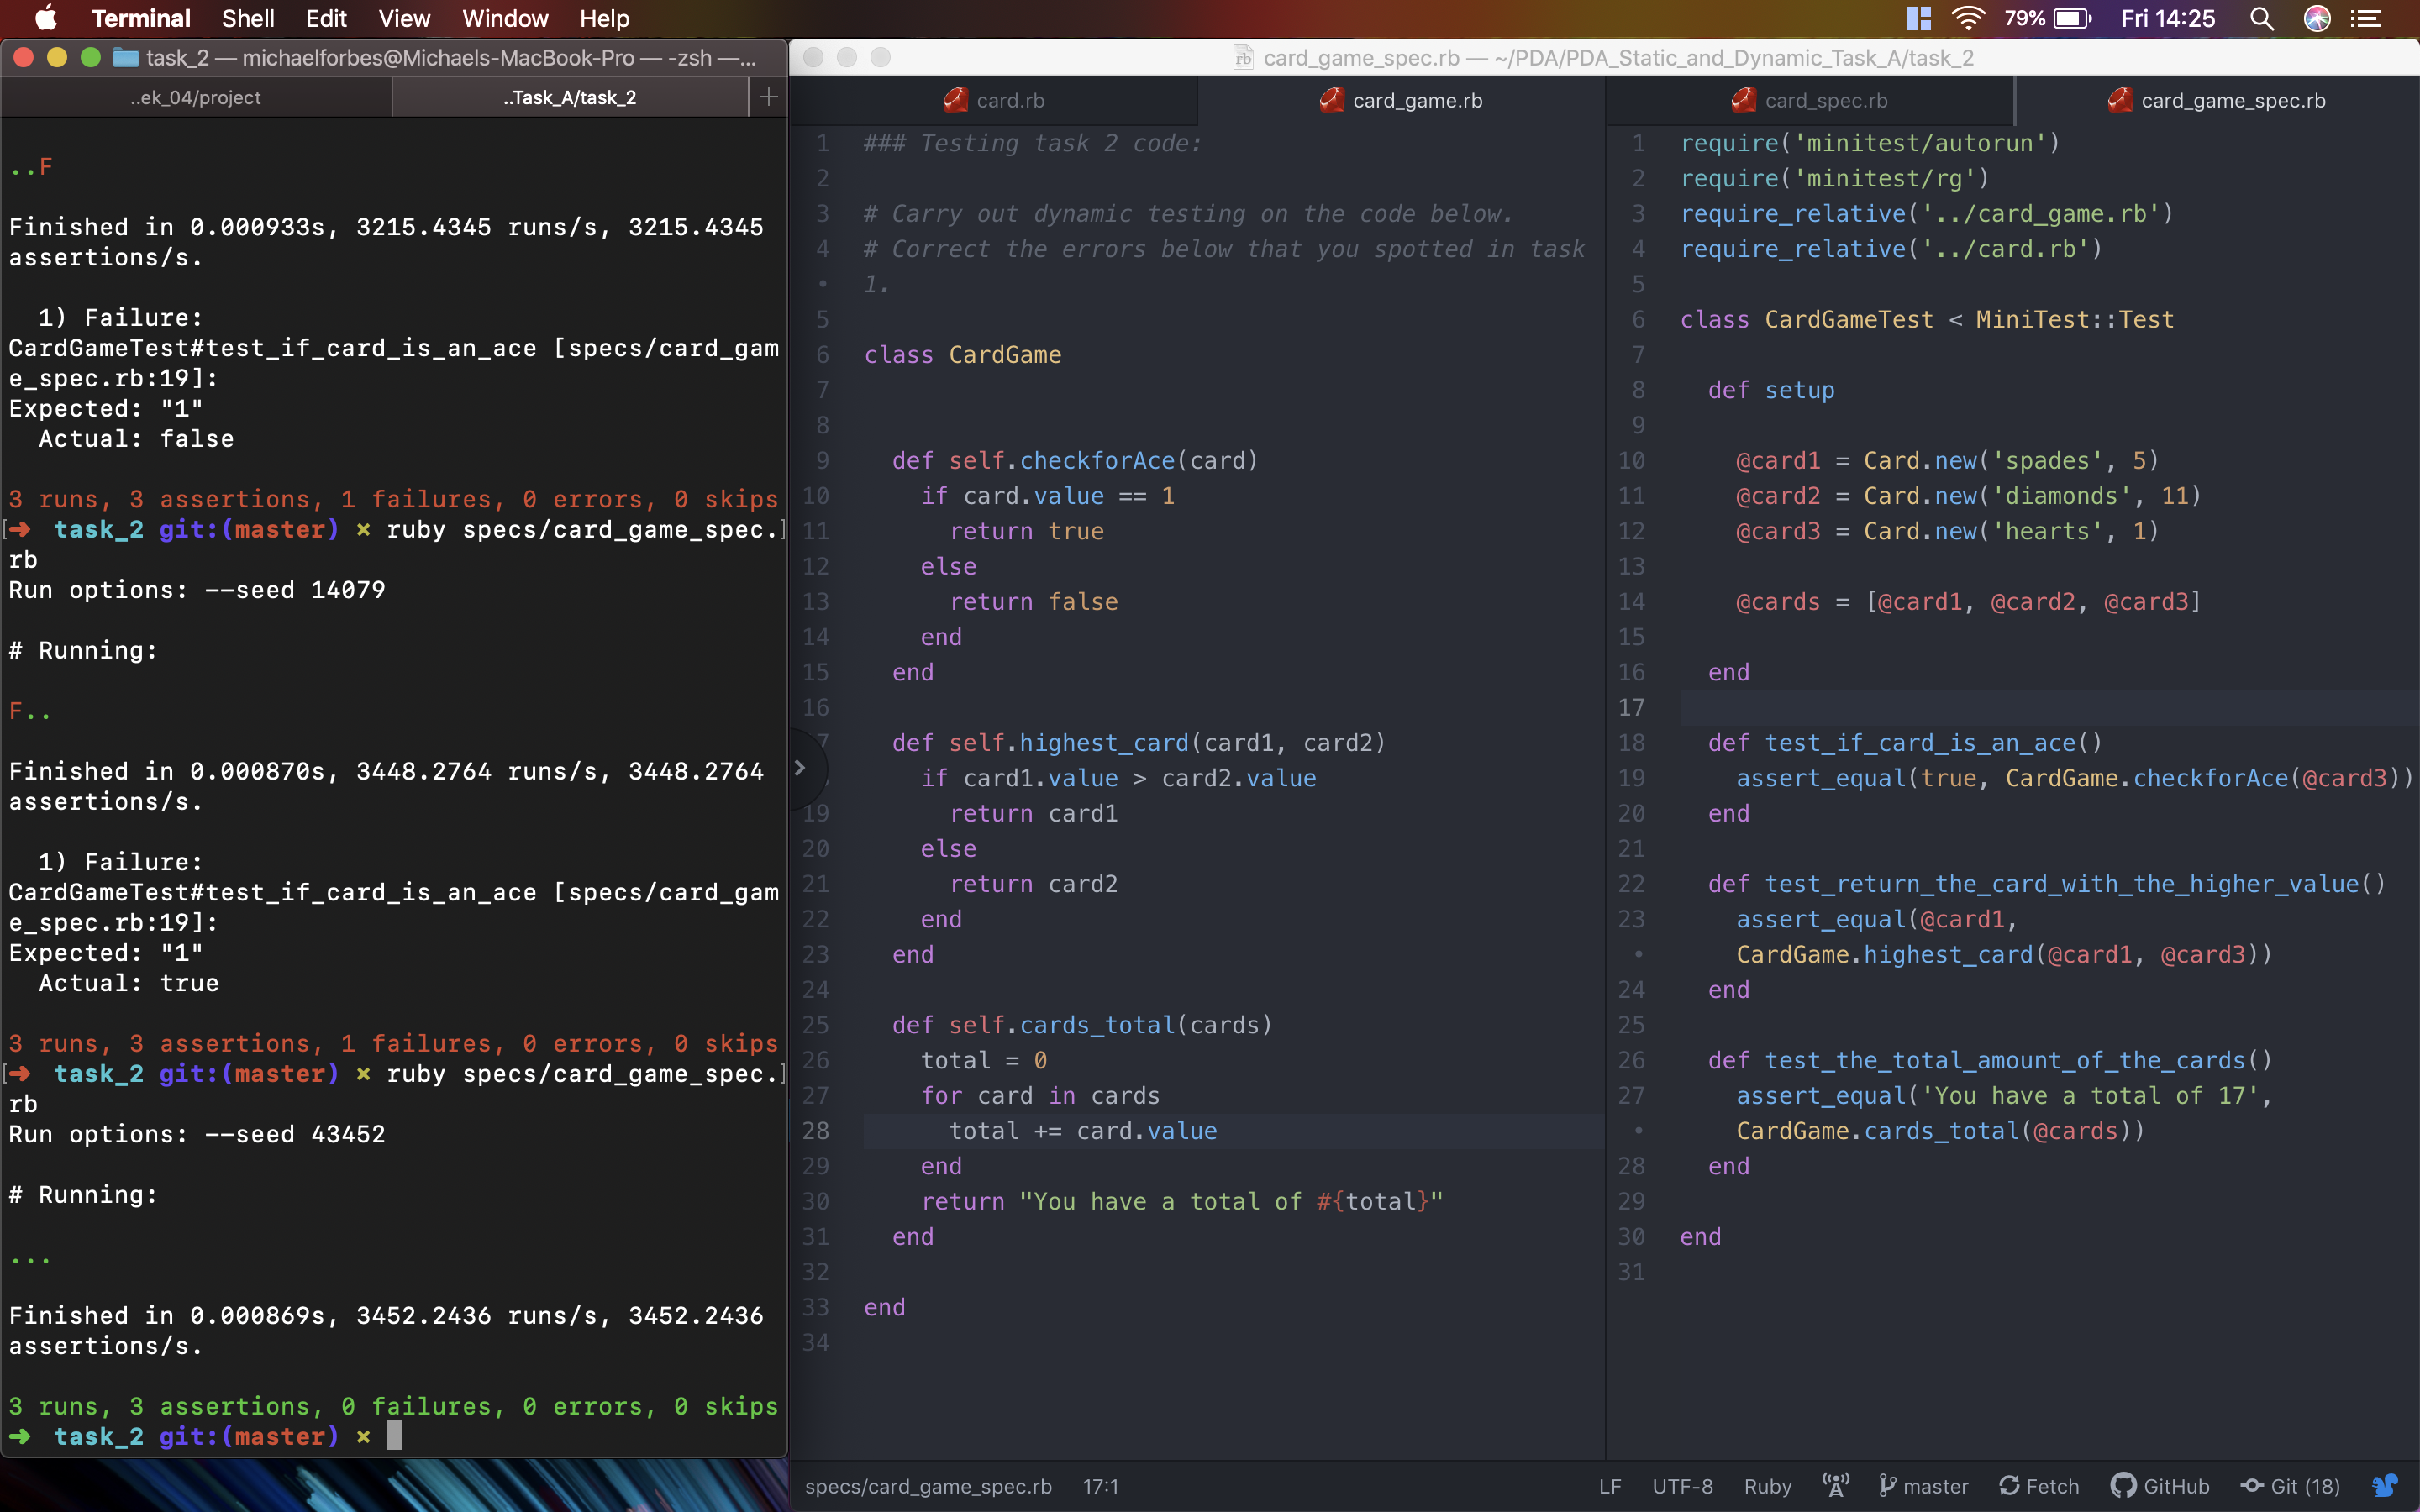 Terminal Shell Edit View Window Help 79% Fri 14:25
task_2 — michaelforbes@Michaels-MacBook-Pro — -zsh —...
..ek_04/project ..Task_A/task_2 +
..F
Finished in 0.000933s, 3215.4345 runs/s, 3215.4345
assertions/s.
1) Failure:
CardGameTest#test_if_card_is_an_ace [specs/card_gam
e_spec.rb:19]:
Expected: "1"
Actual: false
3 runs, 3 assertions, 1 failures, 0 errors, 0 skips
[➜ task_2 git:(master) × ruby specs/card_game_spec.]
rb
Run options: --seed 14079
# Running:
F..
Finished in 0.000870s, 3448.2764 runs/s, 3448.2764
assertions/s.
1) Failure:
CardGameTest#test_if_card_is_an_ace [specs/card_gam
e_spec.rb:19]:
Expected: "1"
Actual: true
3 runs, 3 assertions, 1 failures, 0 errors, 0 skips
[➜ task_2 git:(master) × ruby specs/card_game_spec.]
rb
Run options: --seed 43452
# Running:
...
Finished in 0.000869s, 3452.2436 runs/s, 3452.2436
assertions/s.
3 runs, 3 assertions, 0 failures, 0 errors, 0 skips
➜ task_2 git:(master) ×
card_game_spec.rb — ~/PDA/PDA_Static_and_Dynamic_Task_A/task_2
card.rb card_game.rb
1 ### Testing task 2 code:
2
3 # Carry out dynamic testing on the code below.
4 # Correct the errors below that you spotted in task
• 1.
5
6 class CardGame
7
8
9 def self.checkforAce(card)
10 if card.value == 1
11 return true
12 else
13 return false
14 end
15 end
16
7 def self.highest_card(card1, card2)
if card1.value > card2.value
19 return card1
20 else
21 return card2
22 end
23 end
24
25 def self.cards_total(cards)
26 total = 0
27 for card in cards
28 total += card.value
29 end
30 return "You have a total of #{total}"
31 end
32
33 end
34
card_spec.rb card_game_spec.rb
1 require('minitest/autorun')
2 require('minitest/rg')
3 require_relative('../card_game.rb')
4 require_relative('../card.rb')
5
6 class CardGameTest < MiniTest::Test
7
8 def setup
9
10 @card1 = Card.new('spades', 5)
11 @card2 = Card.new('diamonds', 11)
12 @card3 = Card.new('hearts', 1)
13
14 @cards = [@card1, @card2, @card3]
15
16 end
17
18 def test_if_card_is_an_ace()
19 assert_equal(true, CardGame.checkforAce(@card3))
20 end
21
22 def test_return_the_card_with_the_higher_value()
23 assert_equal(@card1,
• CardGame.highest_card(@card1, @card3))
24 end
25
26 def test_the_total_amount_of_the_cards()
27 assert_equal('You have a total of 17',
• CardGame.cards_total(@cards))
28 end
29
30 end
31
specs/card_game_spec.rb 17:1 LF UTF-8 Ruby master Fetch GitHub Git (18)